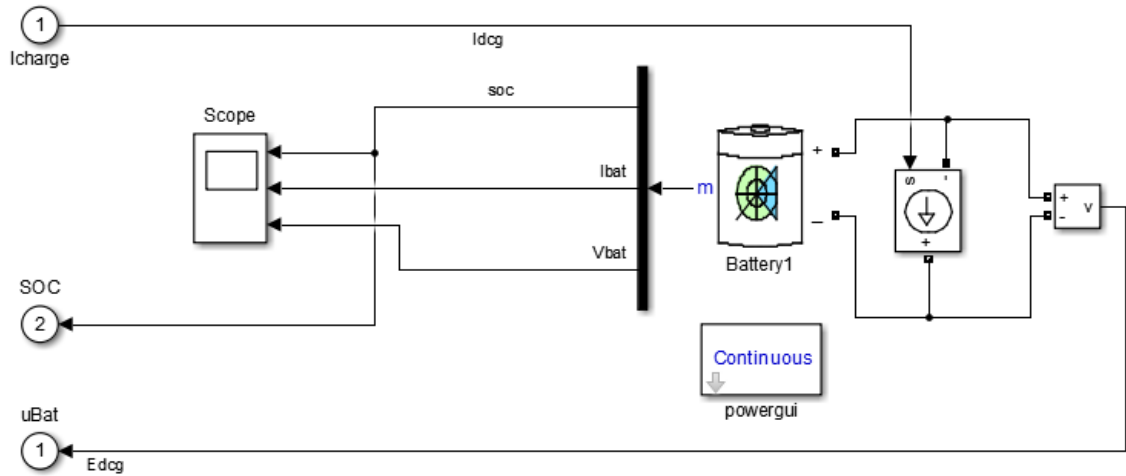 1
Icharge
Idcg
soc
Scope
Ibat
m
Vbat
Battery1
+
_
s
-
+
+
-
v
SOC
2
Continuous
powergui
uBat
1
Edcg